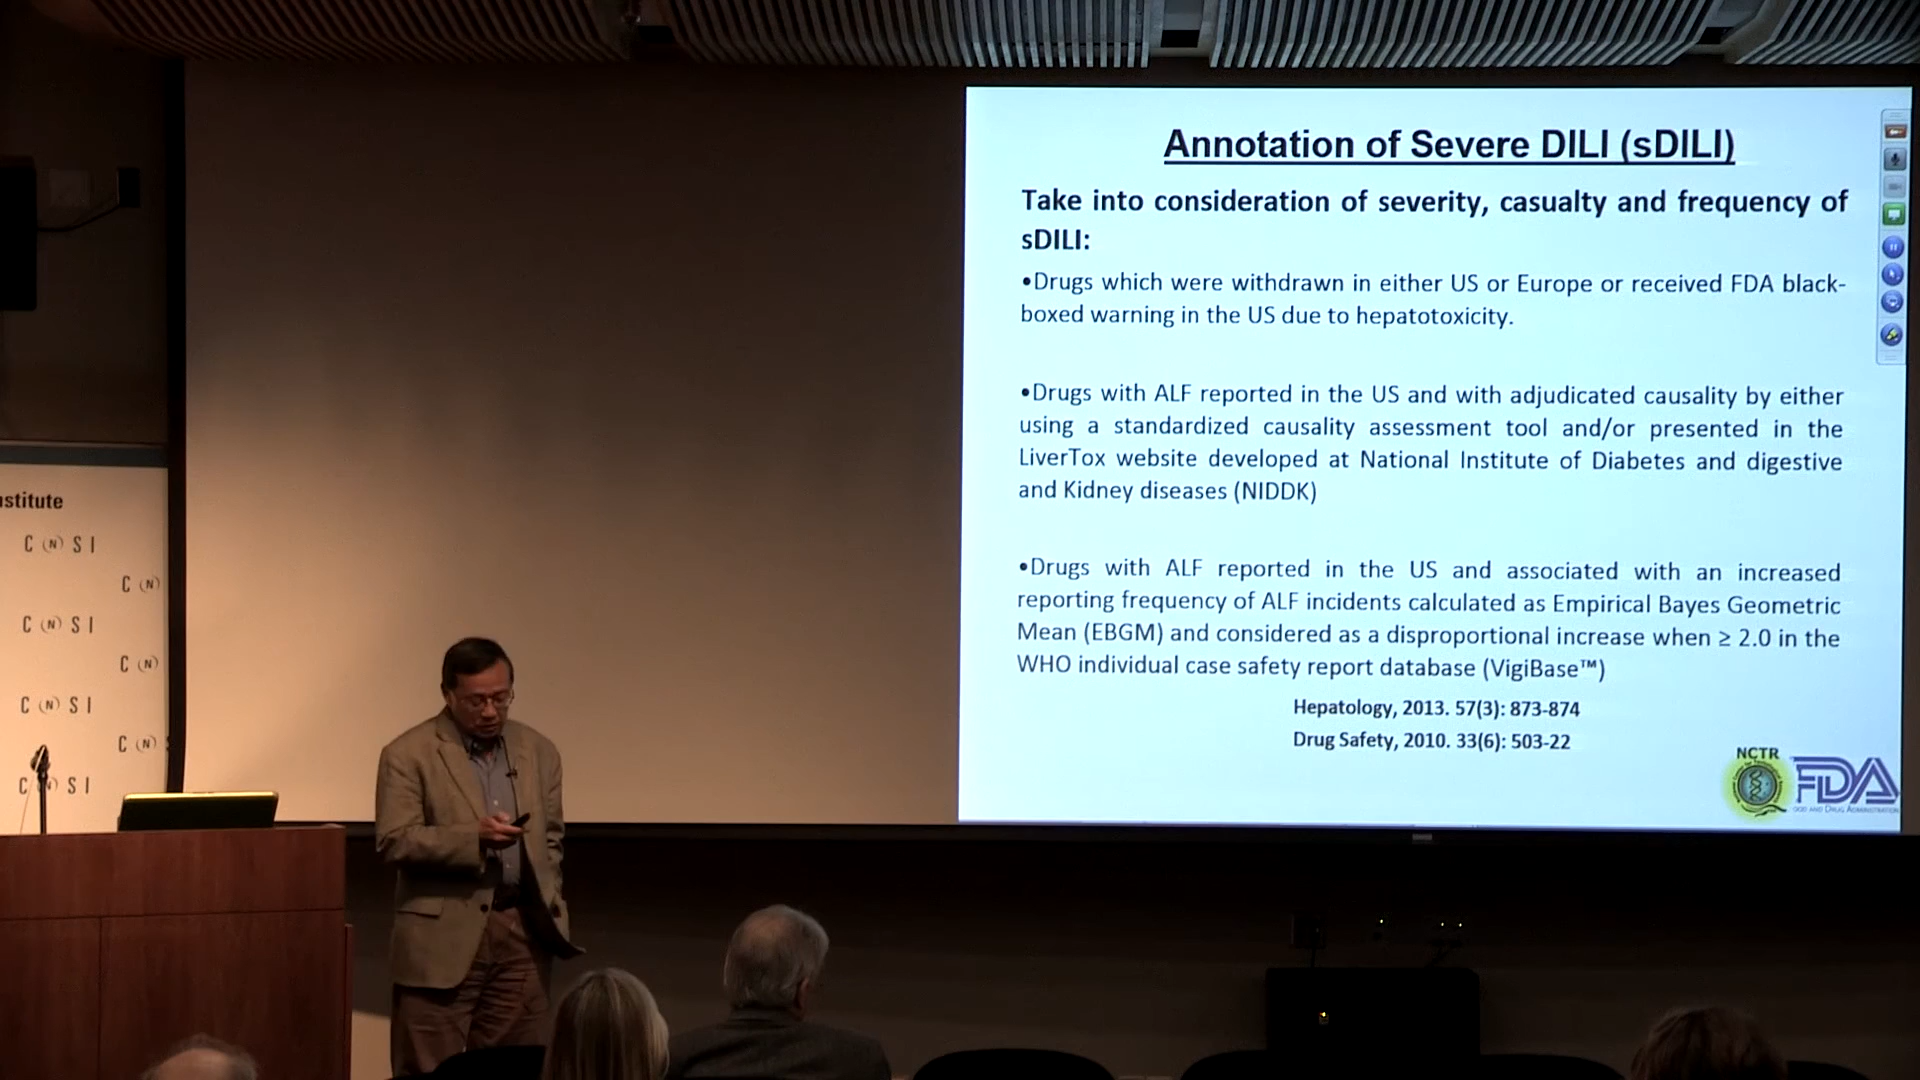 Annotation of Severe DILI (sDILI)
Take into consideration of severity, casualty and frequency of
sDILI:
•Drugs which were withdrawn in either US or Europe or received FDA black-
boxed warning in the US due to hepatotoxicity.
•Drugs with ALF reported in the US and with adjudicated causality by either
using a standardized causality assessment tool and/or presented in the
LiverTox website developed at National Institute of Diabetes and digestive
and Kidney diseases (NIDDK)
•Drugs with ALF reported in the US and associated with an increased
reporting frequency of ALF incidents calculated as Empirical Bayes Geometric
Mean (EBGM) and considered as a disproportional increase when ≥ 2.0 in the
WHO individual case safety report database (VigiBase™)
Hepatology, 2013. 57(3): 873-874
Drug Safety, 2010. 33(6): 503-22
NCTR
FDA
stitute
C (N) S I
C (N)
C (N) S I
C (N)
C (N) S I
C (N) S
C (N) S I